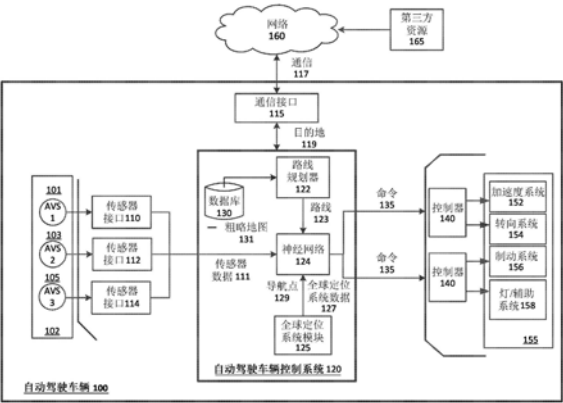 网络
160
第三方
资源
165
通信
117
通信接口
115
目的地
119
101
AVS
1
103
AVS
2
105
AVS
3
102
传感器
接口110
传感器
接口112
传感器
接口114
传感器
数据111
数据库
130
粗略地图
131
路线
规划器
122
路线
123
神经网络
124
导航点
129
全球定位
系统数据
127
全球定位
系统模块
125
自动驾驶车辆控制系统 120
命令
135
命令
135
控制器
140
控制器
140
加速度系统
152
转向系统
154
制动系统
156
灯/辅助
系统158
155
自动驾驶车辆 100